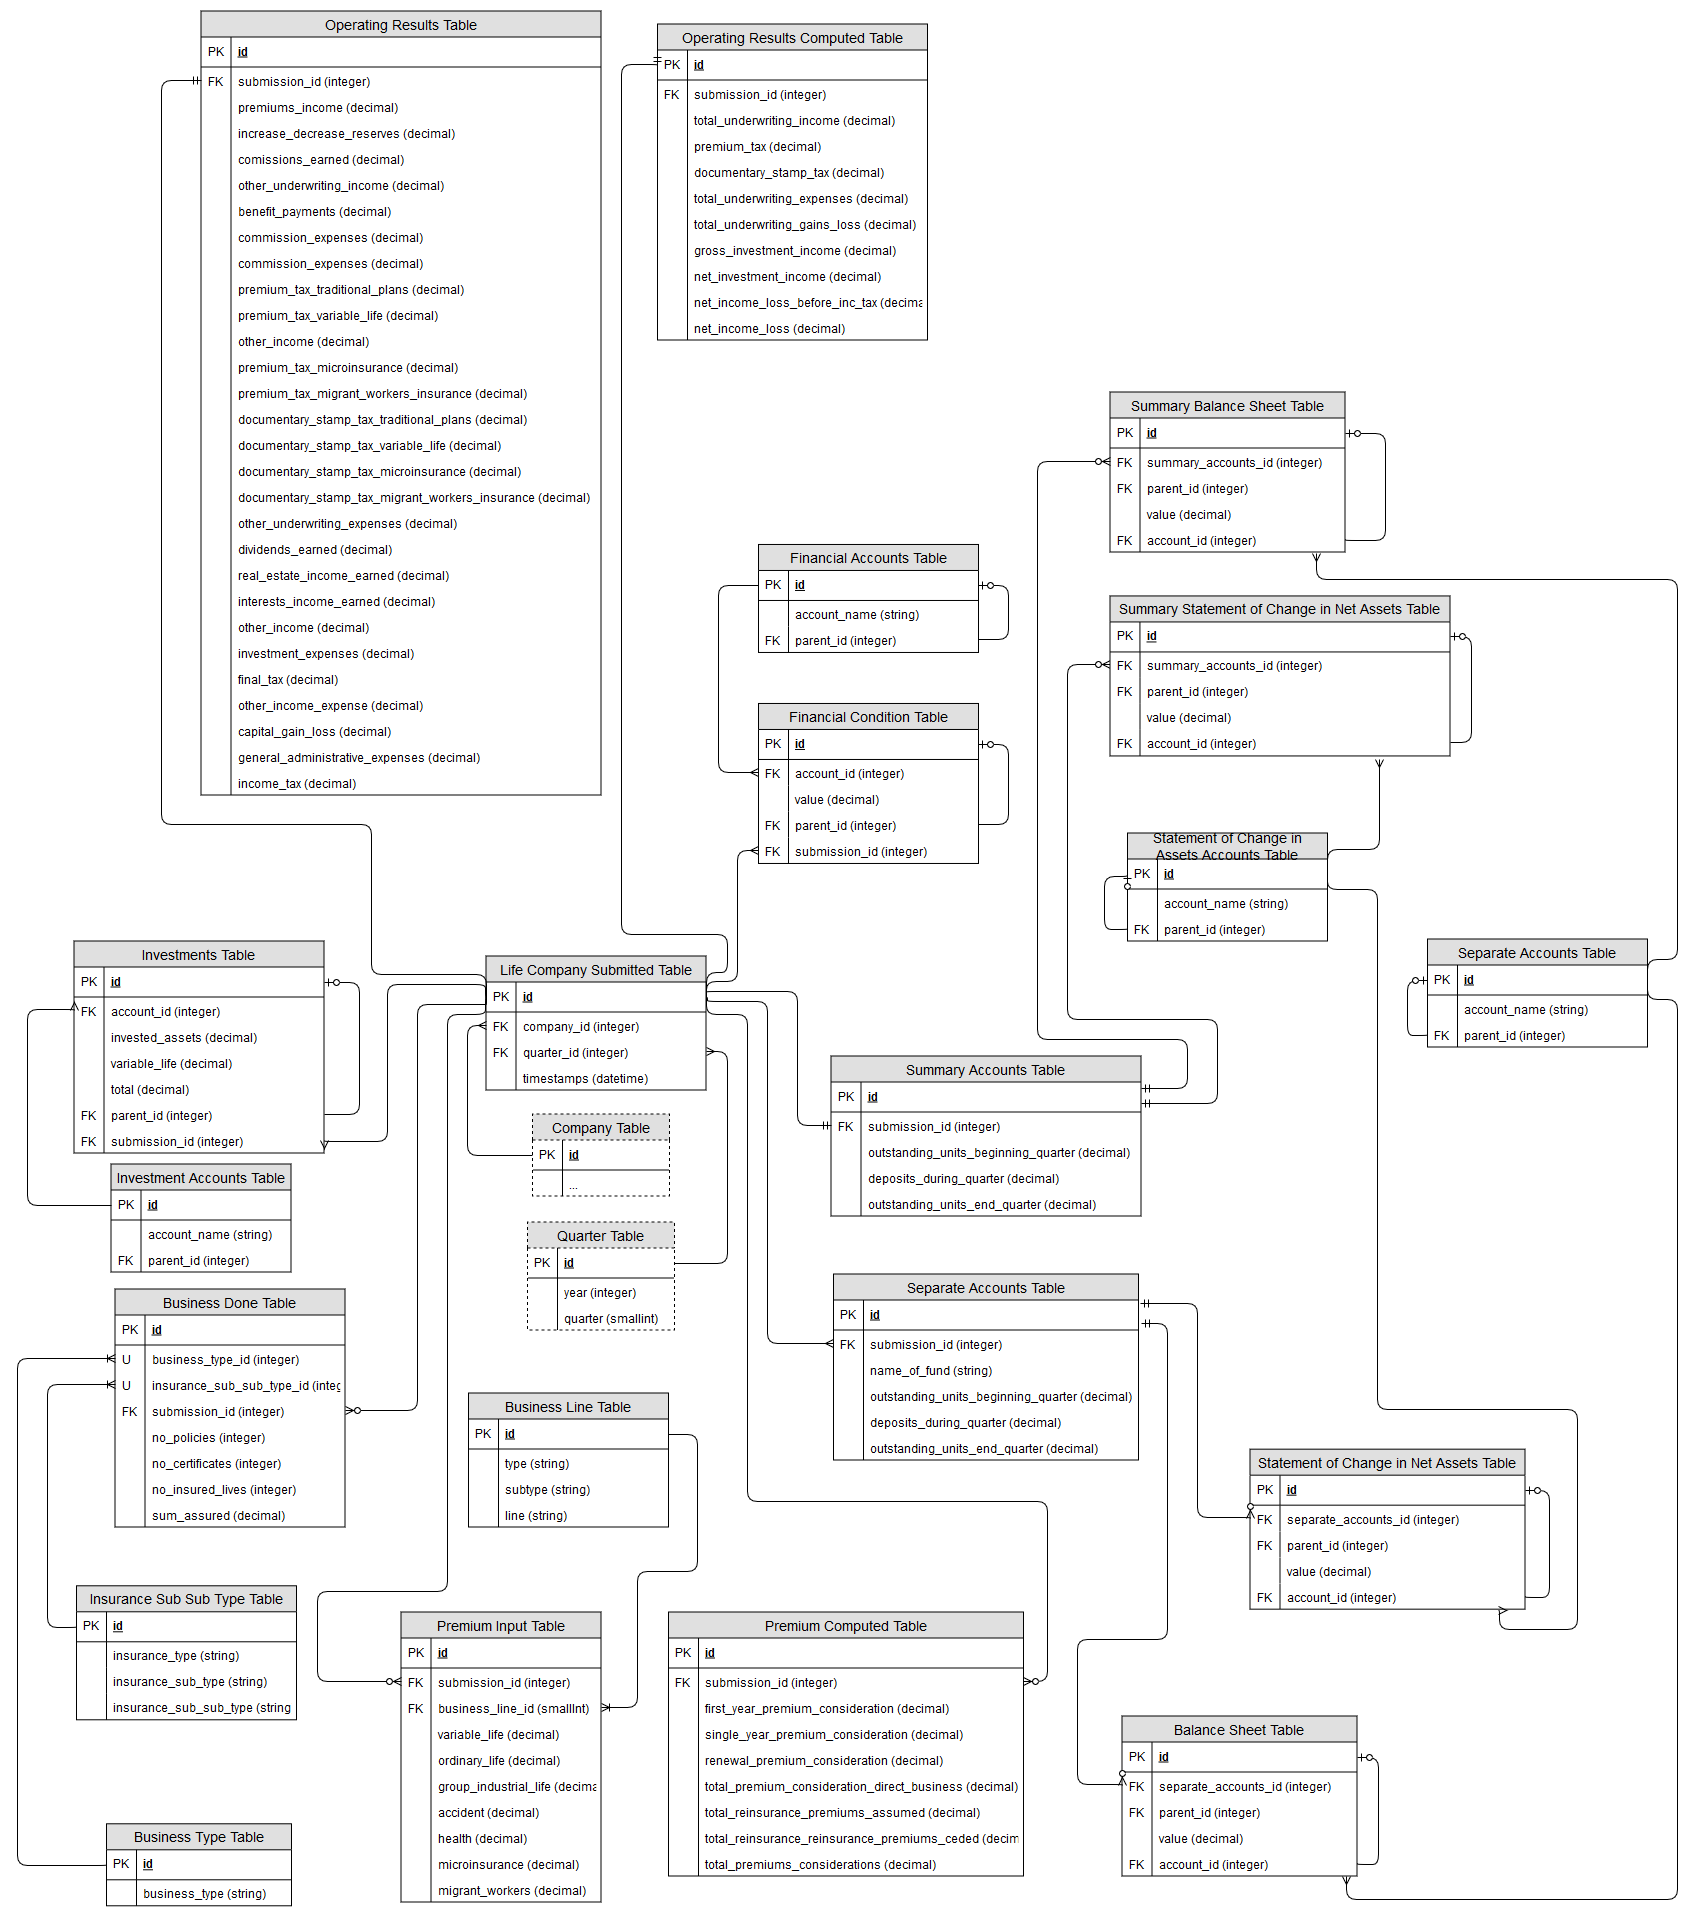 Operating Results Table
PK id
FK submission_id (integer)
premiums_income (decimal)
increase_decrease_reserves (decimal)
comissions_earned (decimal)
other_underwriting_income (decimal)
benefit_payments (decimal)
commission_expenses (decimal)
commission_expenses (decimal)
premium_tax_traditional_plans (decimal)
premium_tax_variable_life (decimal)
other_income (decimal)
premium_tax_microinsurance (decimal)
premium_tax_migrant_workers_insurance (decimal)
documentary_stamp_tax_traditional_plans (decimal)
documentary_stamp_tax_variable_life (decimal)
documentary_stamp_tax_microinsurance (decimal)
documentary_stamp_tax_migrant_workers_insurance (decimal)
other_underwriting_expenses (decimal)
dividends_earned (decimal)
real_estate_income_earned (decimal)
interests_income_earned (decimal)
other_income (decimal)
investment_expenses (decimal)
final_tax (decimal)
other_income_expense (decimal)
capital_gain_loss (decimal)
general_administrative_expenses (decimal)
income_tax (decimal)
Operating Results Computed Table
PK id
FK submission_id (integer)
total_underwriting_income (decimal)
premium_tax (decimal)
documentary_stamp_tax (decimal)
total_underwriting_expenses (decimal)
total_underwriting_gains_loss (decimal)
gross_investment_income (decimal)
net_investment_income (decimal)
net_income_loss_before_inc_tax (decima
net_income_loss (decimal)
Summary Balance Sheet Table
PK id
FK summary_accounts_id (integer)
FK parent_id (integer)
value (decimal)
FK account_id (integer)
Financial Accounts Table
PK id
account_name (string)
FK parent_id (integer)
Summary Statement of Change in Net Assets Table
PK id
FK summary_accounts_id (integer)
FK parent_id (integer)
value (decimal)
FK account_id (integer)
Financial Condition Table
PK id
FK account_id (integer)
value (decimal)
FK parent_id (integer)
FK submission_id (integer)
Statement of Change in
Assets Accounts Table
PK id
account_name (string)
FK parent_id (integer)
Separate Accounts Table
PK id
account_name (string)
FK parent_id (integer)
Investments Table
PK id
FK account_id (integer)
invested_assets (decimal)
variable_life (decimal)
total (decimal)
FK parent_id (integer)
FK submission_id (integer)
Life Company Submitted Table
PK id
FK company_id (integer)
FK quarter_id (integer)
timestamps (datetime)
Company Table
PK id
...
Summary Accounts Table
PK id
FK submission_id (integer)
outstanding_units_beginning_quarter (decimal)
deposits_during_quarter (decimal)
outstanding_units_end_quarter (decimal)
Investment Accounts Table
PK id
account_name (string)
FK parent_id (integer)
Quarter Table
PK id
year (integer)
quarter (smallint)
Business Done Table
PK id
U business_type_id (integer)
U insurance_sub_sub_type_id (integ
FK submission_id (integer)
no_policies (integer)
no_certificates (integer)
no_insured_lives (integer)
sum_assured (decimal)
Separate Accounts Table
PK id
FK submission_id (integer)
name_of_fund (string)
outstanding_units_beginning_quarter (decimal)
deposits_during_quarter (decimal)
outstanding_units_end_quarter (decimal)
Business Line Table
PK id
type (string)
subtype (string)
line (string)
Statement of Change in Net Assets Table
PK id
FK separate_accounts_id (integer)
FK parent_id (integer)
value (decimal)
FK account_id (integer)
Insurance Sub Sub Type Table
PK id
insurance_type (string)
insurance_sub_type (string)
insurance_sub_sub_type (string
Premium Input Table
PK id
FK submission_id (integer)
FK business_line_id (smallInt)
variable_life (decimal)
ordinary_life (decimal)
group_industrial_life (decima
accident (decimal)
health (decimal)
microinsurance (decimal)
migrant_workers (decimal)
Premium Computed Table
PK id
FK submission_id (integer)
first_year_premium_consideration (decimal)
single_year_premium_consideration (decimal)
renewal_premium_consideration (decimal)
total_premium_consideration_direct_business (decimal)
total_reinsurance_premiums_assumed (decimal)
total_reinsurance_reinsurance_premiums_ceded (decim
total_premiums_considerations (decimal)
Balance Sheet Table
PK id
FK separate_accounts_id (integer)
FK parent_id (integer)
value (decimal)
FK account_id (integer)
Business Type Table
PK id
business_type (string)